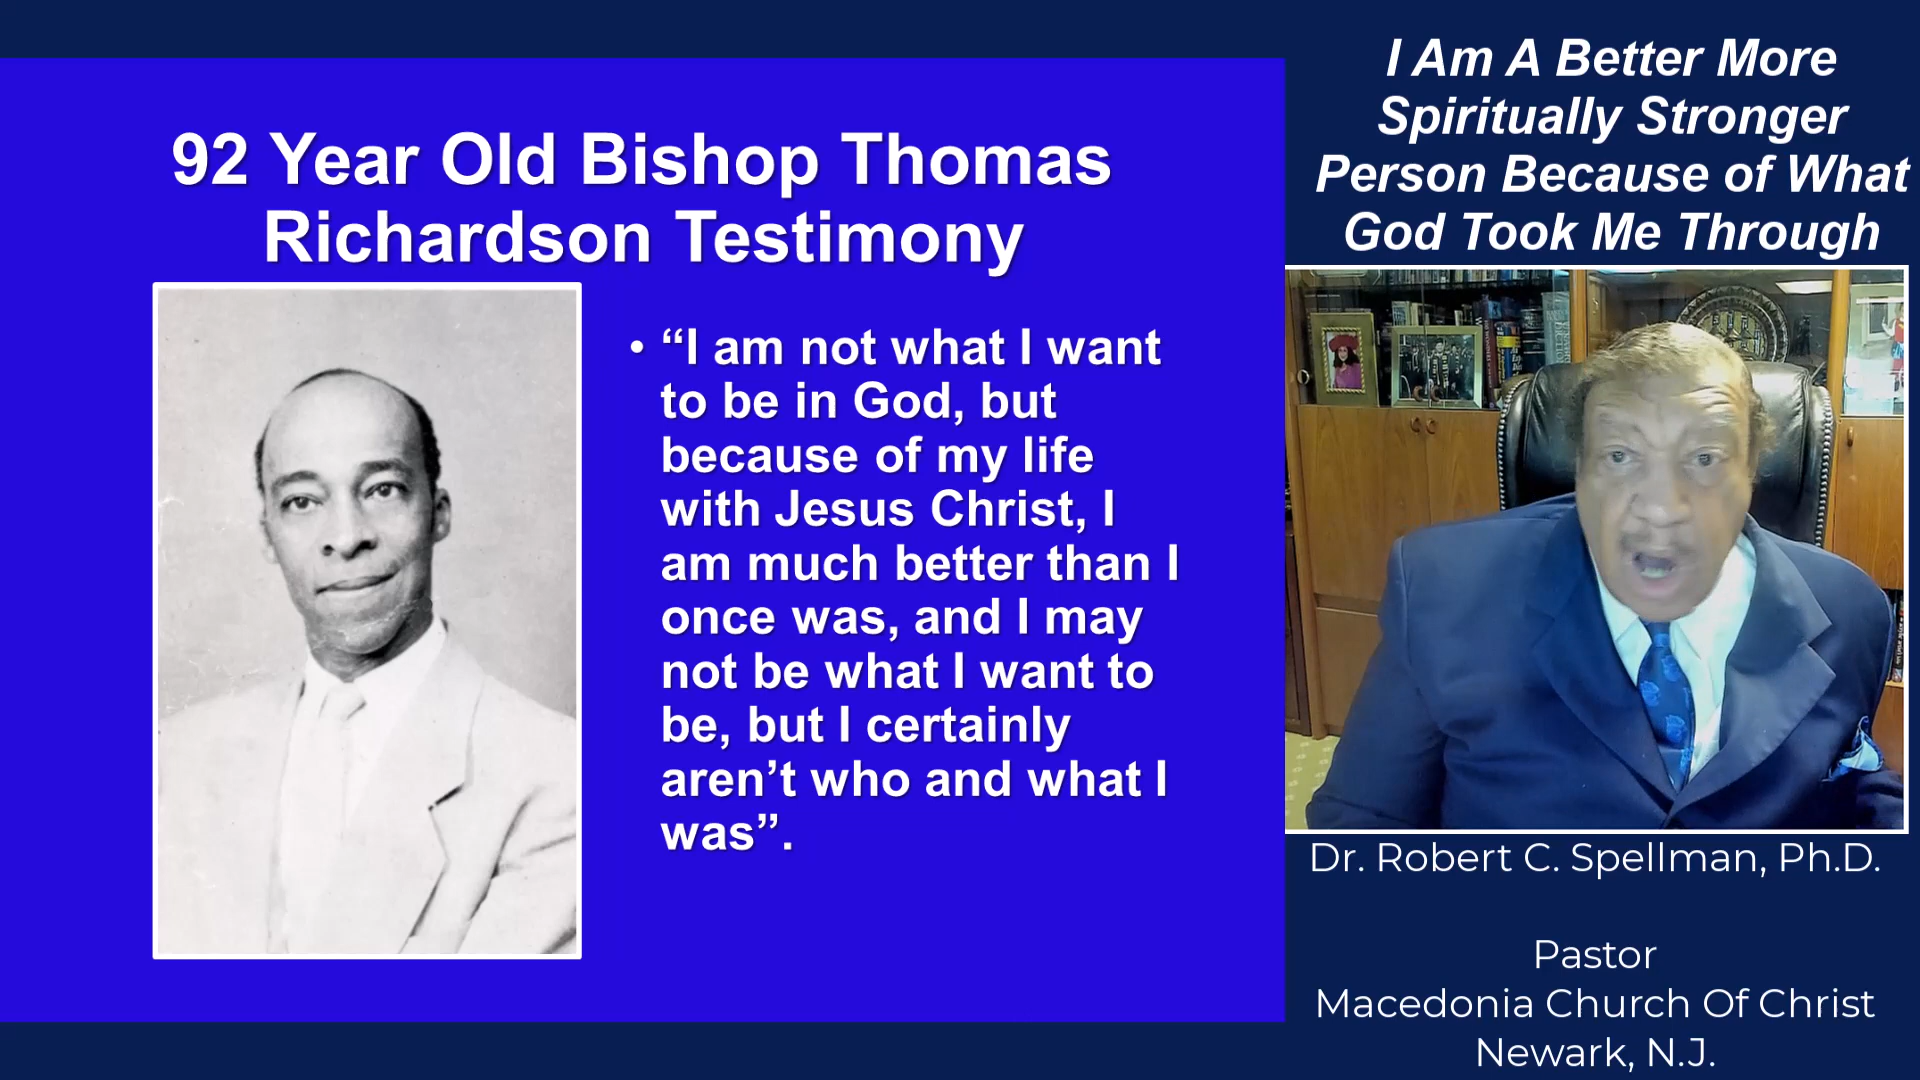 92 Year Old Bishop Thomas
Richardson Testimony
• “I am not what I want
to be in God, but
because of my life
with Jesus Christ, I
am much better than I
once was, and I may
not be what I want to
be, but I certainly
aren’t who and what I
was”.
I Am A Better More
Spiritually Stronger
Person Because of What
God Took Me Through
Dr. Robert C. Spellman, Ph.D.
Pastor
Macedonia Church Of Christ
Newark, N.J.